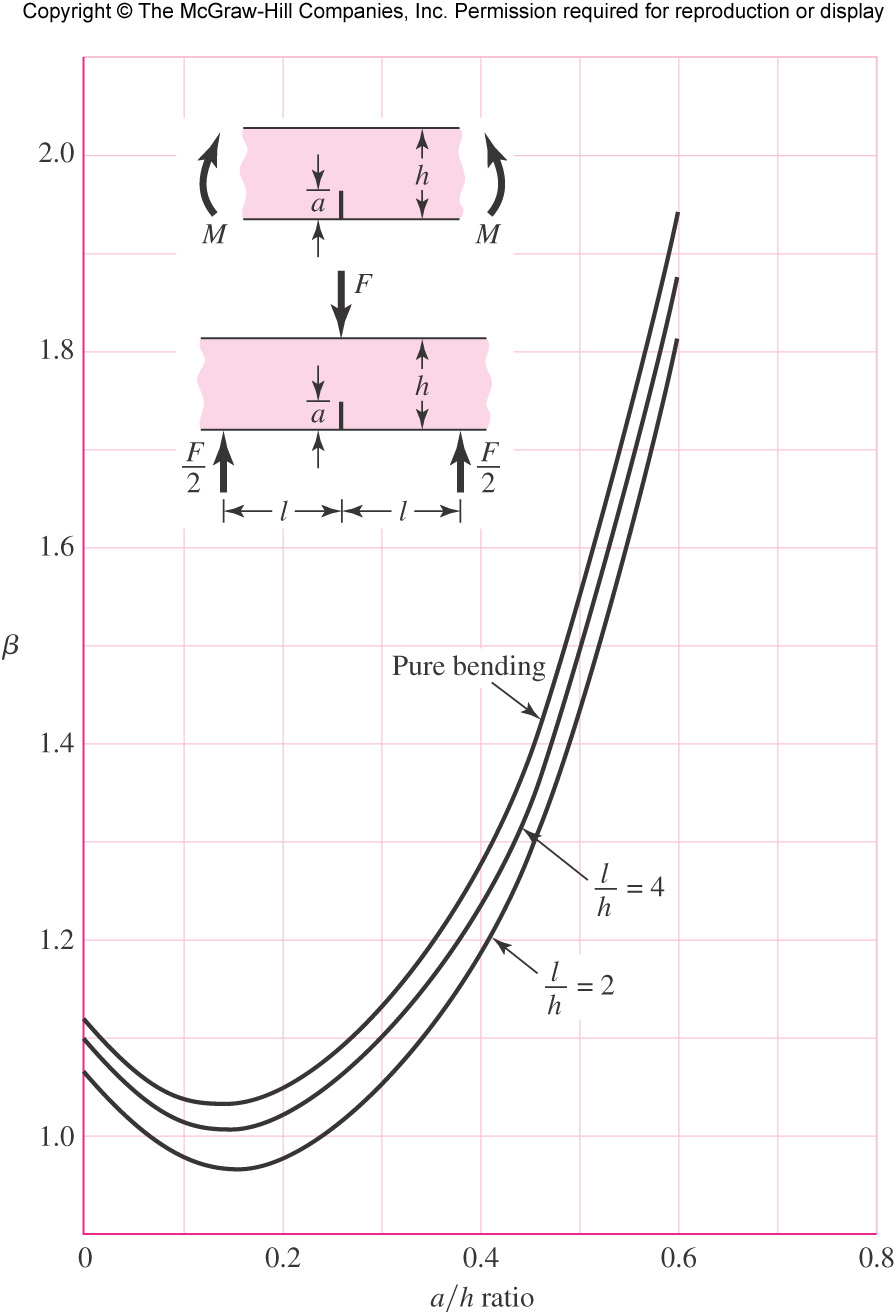 Copyright © The McGraw-Hill Companies, Inc. Permission required for reproduction or display
2.0
h
a
M
M
F
1.8
h
a
F
2
F
2
l
l
1.6
β
Pure bending
1.4
l
h
= 4
1.2
l
h
= 2
1.0
0
0.2
0.4
0.6
0.8
a/h ratio